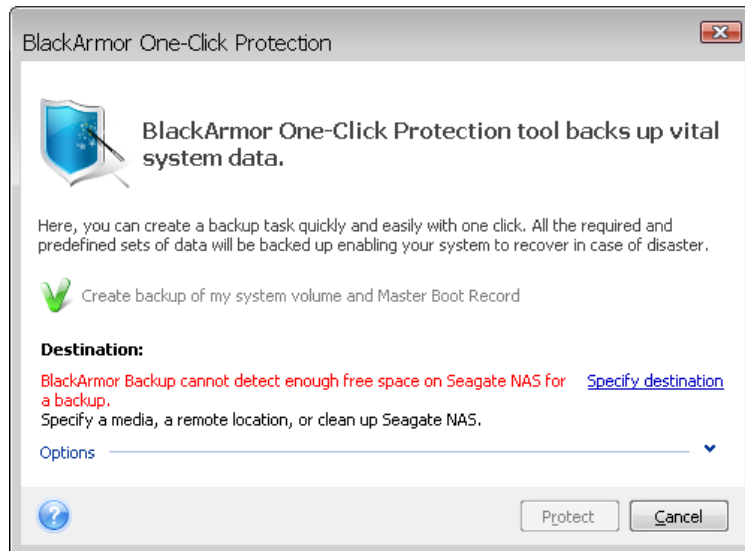 BlackArmor One-Click Protection
BlackArmor One-Click Protection tool backs up vital
system data.
Here, you can create a backup task quickly and easily with one click. All the required and
predefined sets of data will be backed up enabling your system to recover in case of disaster.
Create backup of my system volume and Master Boot Record
Destination:
BlackArmor Backup cannot detect enough free space on Seagate NAS for
a backup.
Specify destination
Specify a media, a remote location, or clean up Seagate NAS.
Options
?
Protect
Cancel